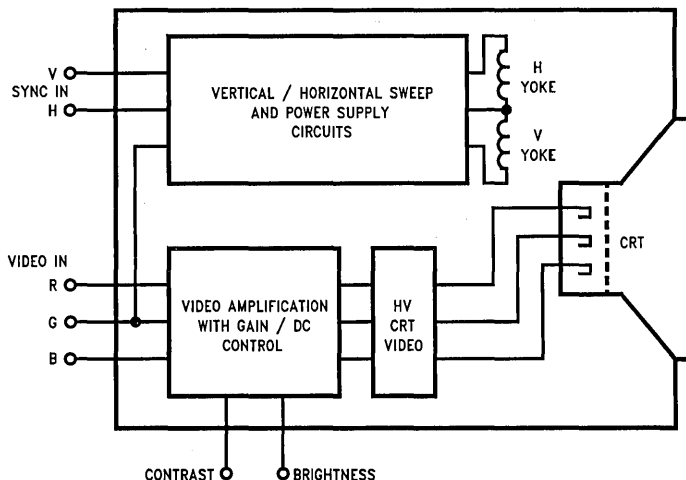 V
SYNC IN
H
VERTICAL / HORIZONTAL SWEEP
AND POWER SUPPLY
CIRCUITS
H
YOKE
V
YOKE
CRT
VIDEO IN
R
G
B
VIDEO AMPLIFICATION
WITH GAIN / DC
CONTROL
HV
CRT
VIDEO
CONTRAST
BRIGHTNESS